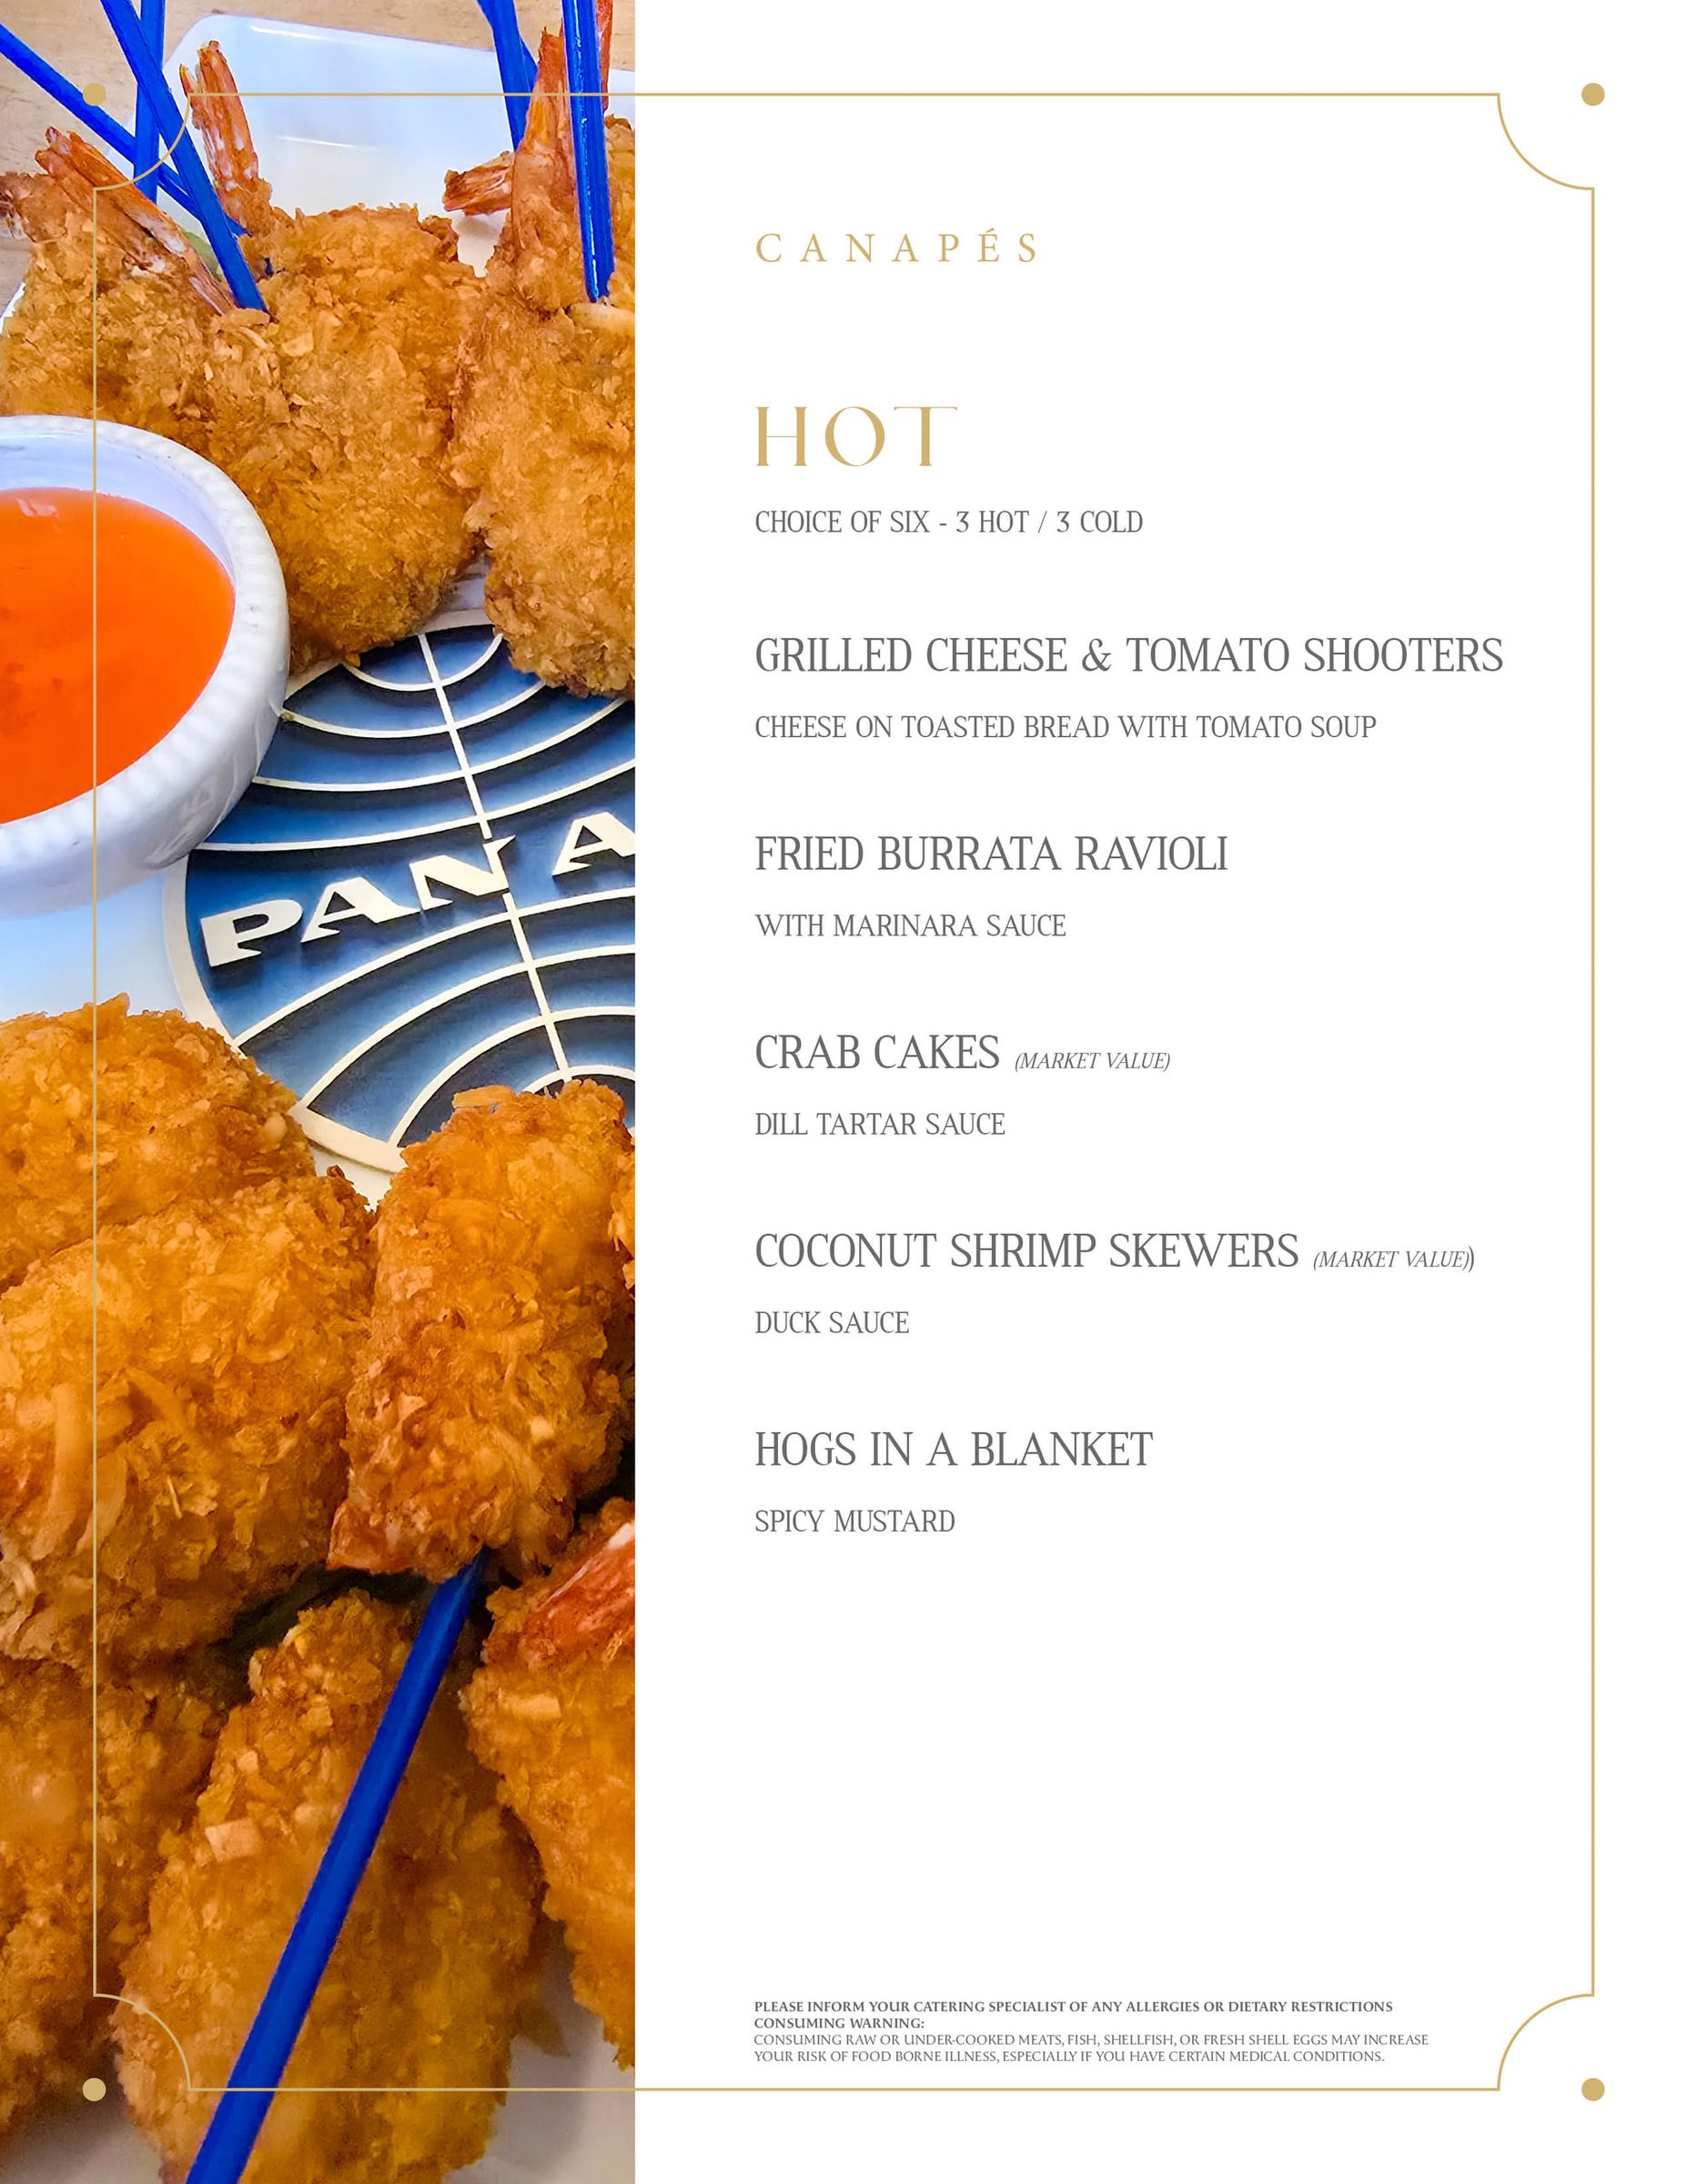 PAN A
CANAPÉS
HOT
CHOICE OF SIX - 3 HOT / 3 COLD
GRILLED CHEESE & TOMATO SHOOTERS
CHEESE ON TOASTED BREAD WITH TOMATO SOUP
FRIED BURRATA RAVIOLI
WITH MARINARA SAUCE
CRAB CAKES (MARKET VALUE)
DILL TARTAR SAUCE
COCONUT SHRIMP SKEWERS (MARKET VALUE))
DUCK SAUCE
HOGS IN A BLANKET
SPICY MUSTARD
PLEASE INFORM YOUR CATERING SPECIALIST OF ANY ALLERGIES OR DIETARY RESTRICTIONS
CONSUMING WARNING:
CONSUMING RAW OR UNDER-COOKED MEATS, FISH, SHELLFISH, OR FRESH SHELL EGGS MAY INCREASE
YOUR RISK OF FOOD BORNE ILLNESS, ESPECIALLY IF YOU HAVE CERTAIN MEDICAL CONDITIONS.